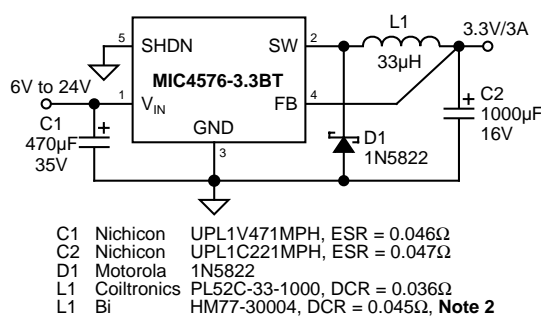 L1
3.3V/3A
5
SHDN
SW
2
33µH
MIC4576-3.3BT
6V to 24V
1
VIN
FB
4
C2
1000µF
16V
C1
470µF
35V
GND
3
D1
1N5822
C1 Nichicon UPL1V471MPH, ESR = 0.046Ω
C2 Nichicon UPL1C221MPH, ESR = 0.047Ω
D1 Motorola 1N5822
L1 Coiltronics PL52C-33-1000, DCR = 0.036Ω
L1 Bi HM77-30004, DCR = 0.045Ω, Note 2